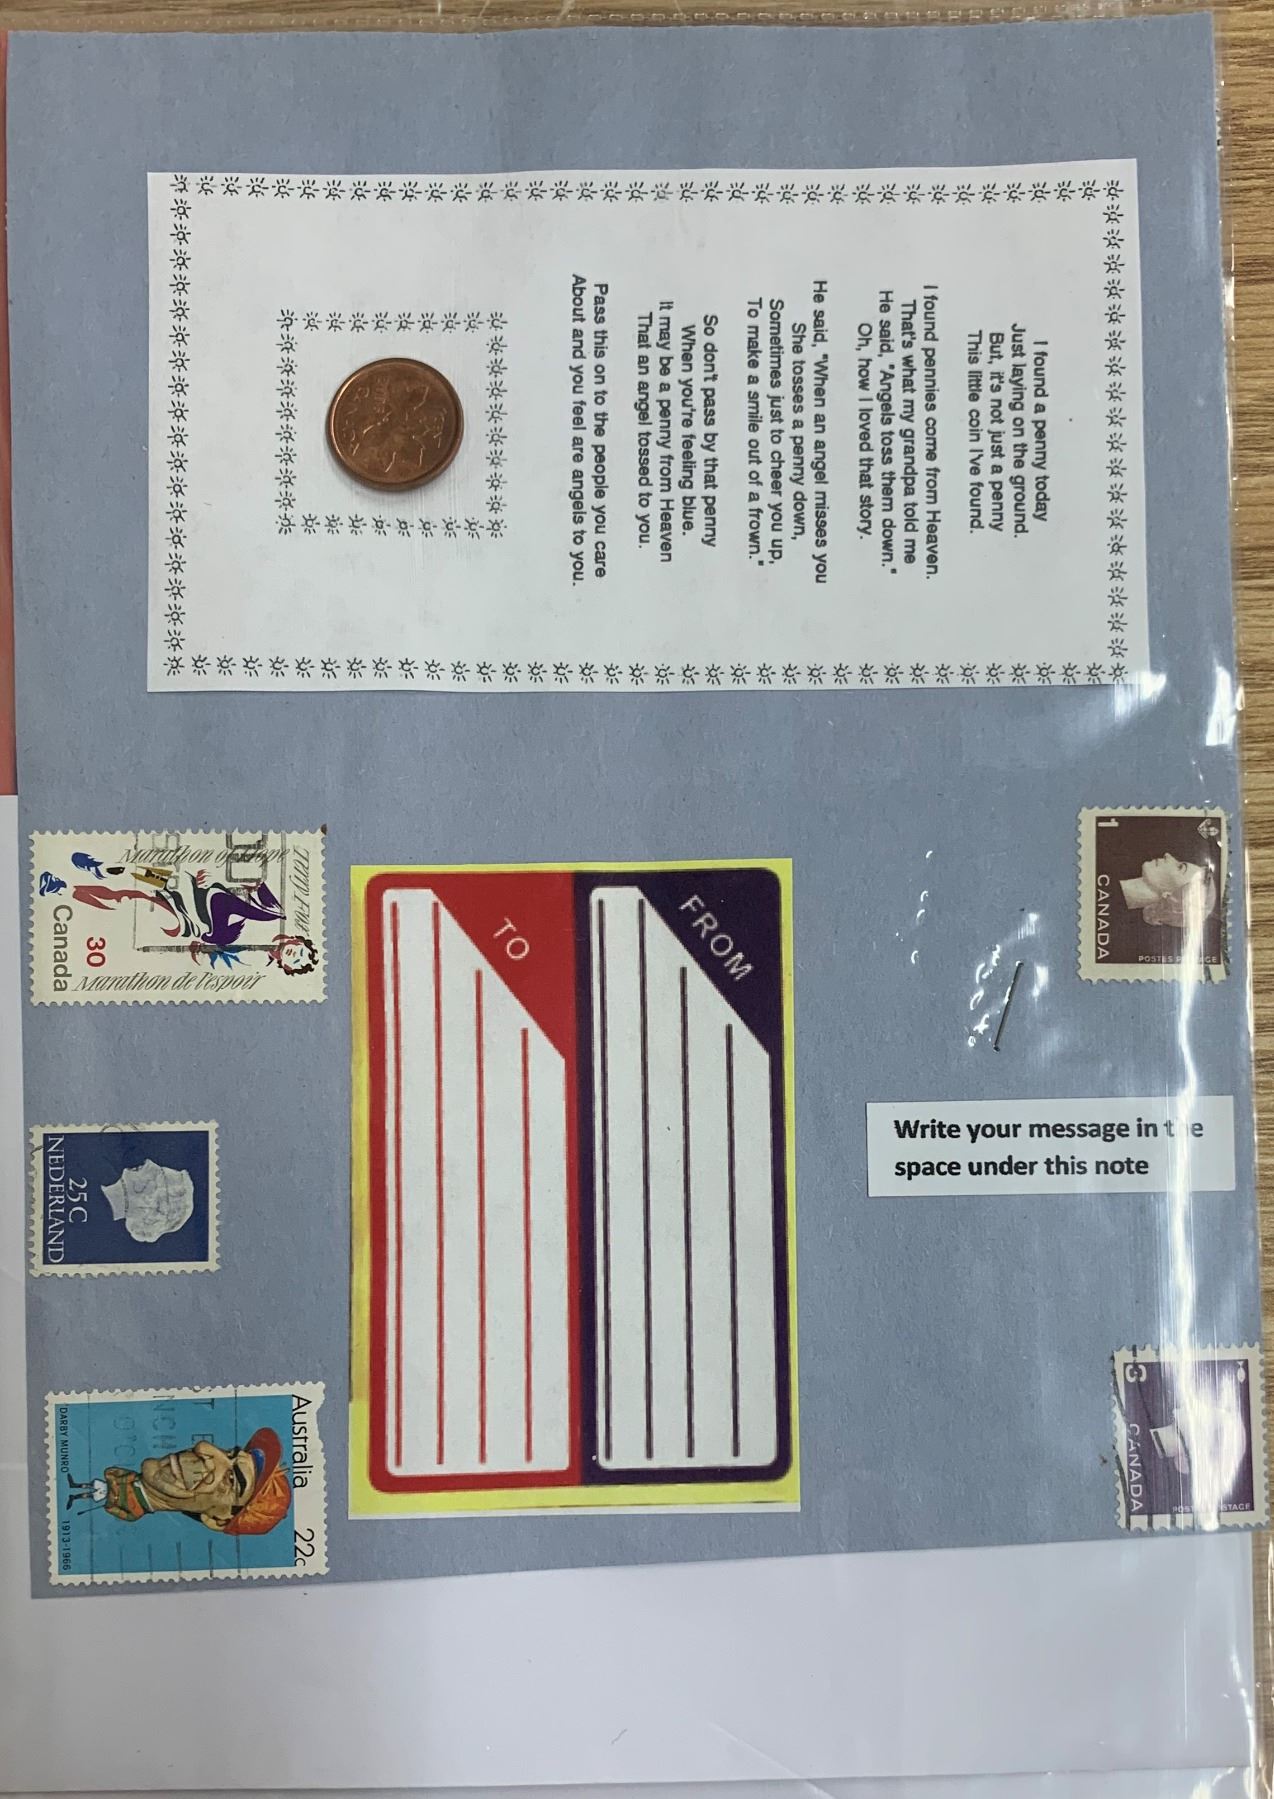 I found a penny today
Just laying on the ground.
But, it's not just a penny
This little coin I've found.
I found pennies come from Heaven.
That's what my grandpa told me
He said, "Angels toss them down."
Oh, how I loved that story.
He said, "When an angel misses you
She tosses a penny down,
Sometimes just to cheer you up,
To make a smile out of a frown."
So don't pass by that penny
When you're feeling blue.
It may be a penny from Heaven
That an angel tossed to you.
Pass this on to the people you care
About and you feel are angels to you.
1
CANADA
POSTES POSTAGE
FROM
TO
Terry Fox
Marathon of Hope
Marathon de l'espoir
30
Canada
Write your message in the
space under this note
25C
NEDERLAND
3
CANADA
Australia 22c
DARBY MUNRO 1913-1966